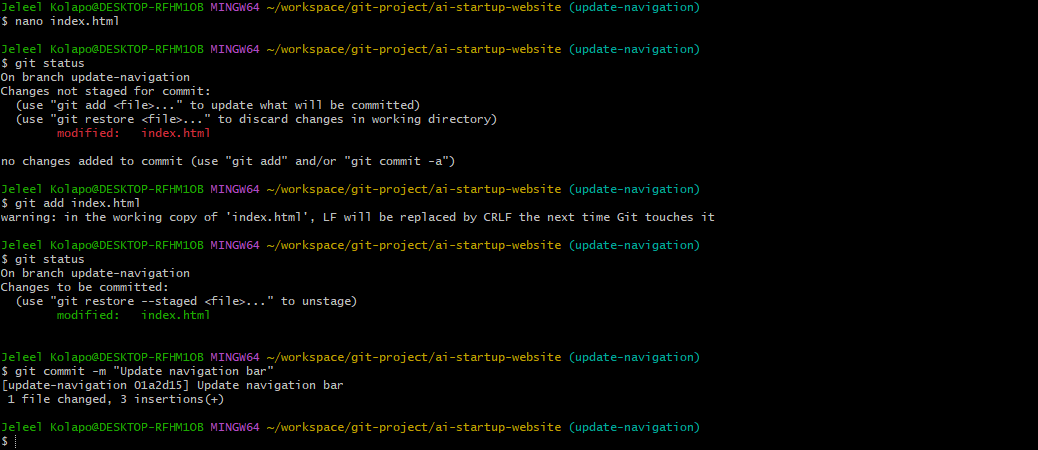 Jeleel Kolapo@DESKTOP-RFHM1OB MINGW64 ~/workspace/git-project/ai-startup-website (update-navigation)
$ nano index.html
Jeleel Kolapo@DESKTOP-RFHM1OB MINGW64 ~/workspace/git-project/ai-startup-website (update-navigation)
$ git status
On branch update-navigation
Changes not staged for commit:
  (use "git add <file>..." to update what will be committed)
  (use "git restore <file>..." to discard changes in working directory)
        modified:   index.html
no changes added to commit (use "git add" and/or "git commit -a")
Jeleel Kolapo@DESKTOP-RFHM1OB MINGW64 ~/workspace/git-project/ai-startup-website (update-navigation)
$ git add index.html
warning: in the working copy of 'index.html', LF will be replaced by CRLF the next time Git touches it
Jeleel Kolapo@DESKTOP-RFHM1OB MINGW64 ~/workspace/git-project/ai-startup-website (update-navigation)
$ git status
On branch update-navigation
Changes to be committed:
  (use "git restore --staged <file>..." to unstage)
        modified:   index.html
Jeleel Kolapo@DESKTOP-RFHM1OB MINGW64 ~/workspace/git-project/ai-startup-website (update-navigation)
$ git commit -m "Update navigation bar"
[update-navigation 01a2d15] Update navigation bar
 1 file changed, 3 insertions(+)
Jeleel Kolapo@DESKTOP-RFHM1OB MINGW64 ~/workspace/git-project/ai-startup-website (update-navigation)
$